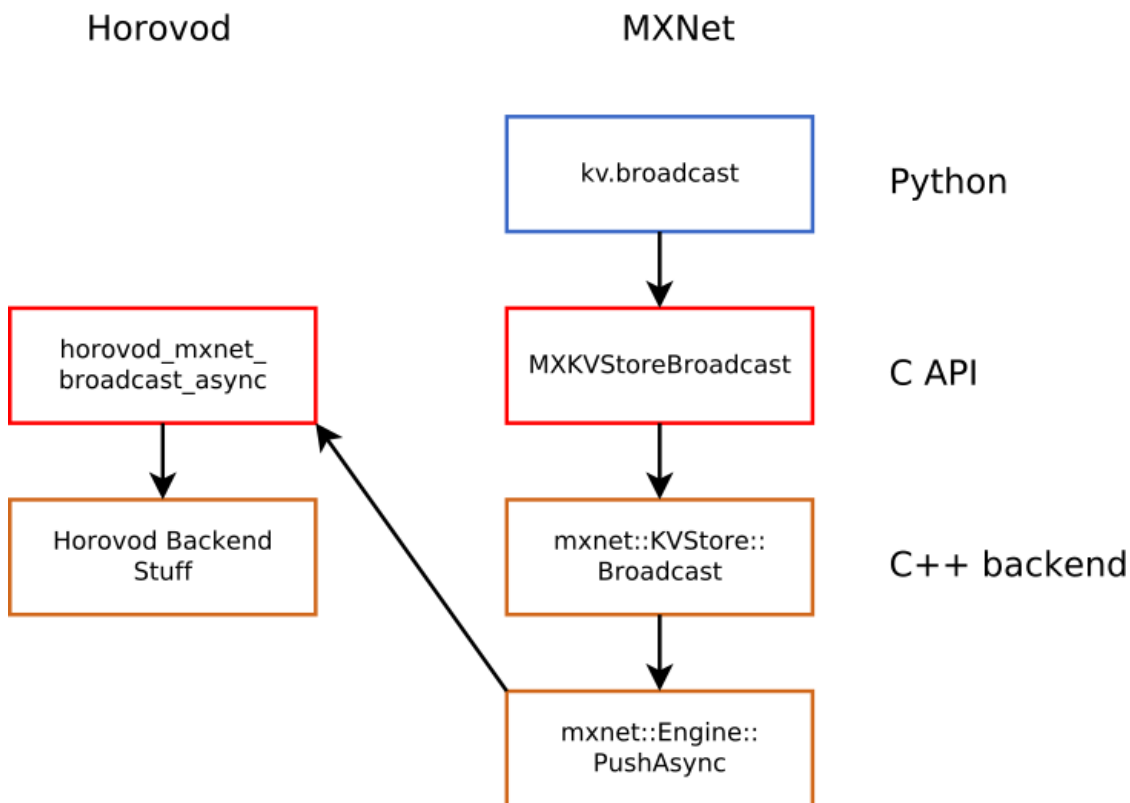 Horovod
MXNet
kv.broadcast
Python
horovod_mxnet_
broadcast_async
MXKVStoreBroadcast
C API
Horovod Backend
Stuff
mxnet::KVStore::
Broadcast
C++ backend
mxnet::Engine::
PushAsync